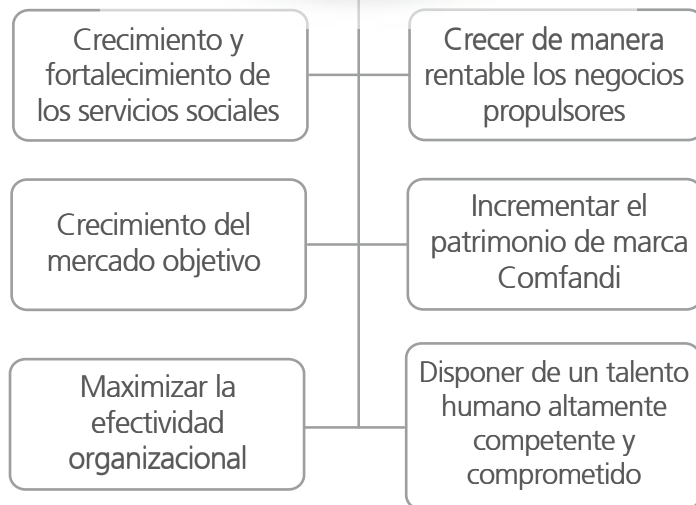 Crecimiento y
fortalecimiento de
los servicios sociales
Crecer de manera
rentable los negocios
propulsores
Crecimiento del
mercado objetivo
Incrementar el
patrimonio de marca
Comfandi
Maximizar la
efectividad
organizacional
Disponer de un talento
humano altamente
competente y
comprometido